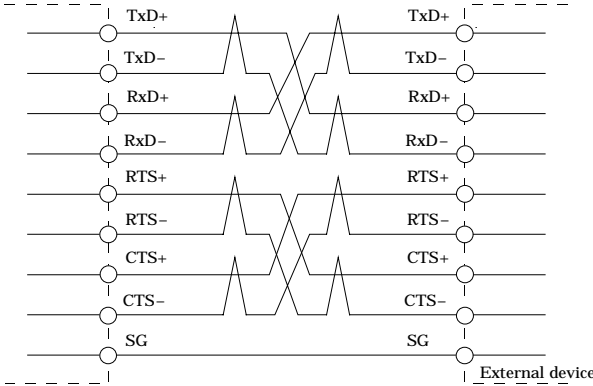 TxD+ TxD+
TxD− TxD−
RxD+ RxD+
RxD− RxD−
RTS+ RTS+
RTS− RTS−
CTS+ CTS+
CTS− CTS−
SG SG
External device